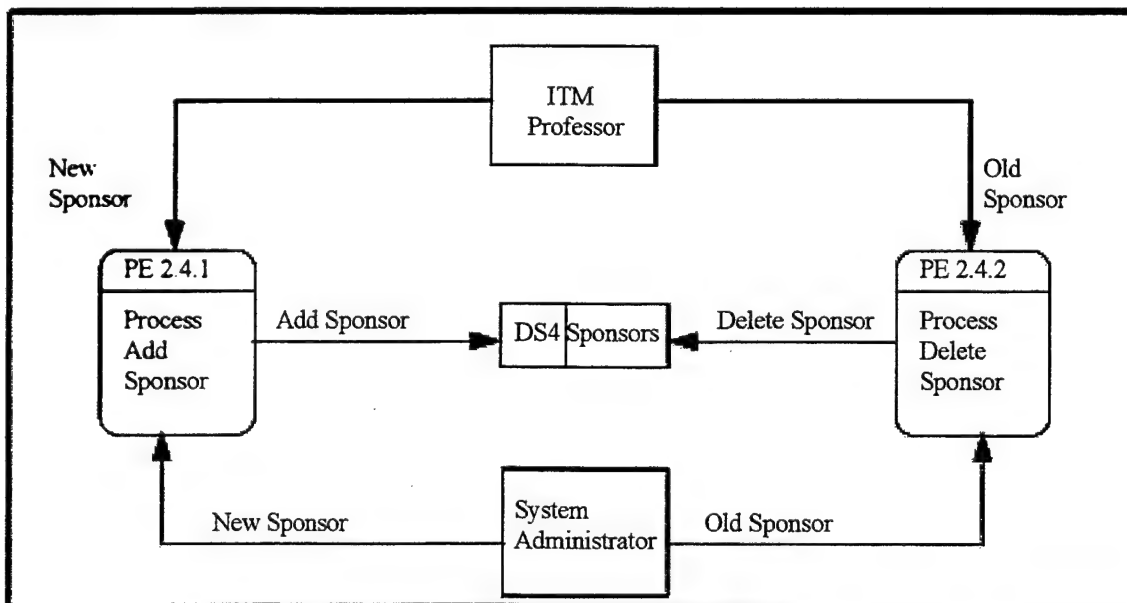 ITM
Professor
New
Sponsor
Old
Sponsor
PE 2.4.1
Process
Add
Sponsor
Add Sponsor
DS4 Sponsors
Delete Sponsor
PE 2.4.2
Process
Delete
Sponsor
New Sponsor
System
Administrator
Old Sponsor